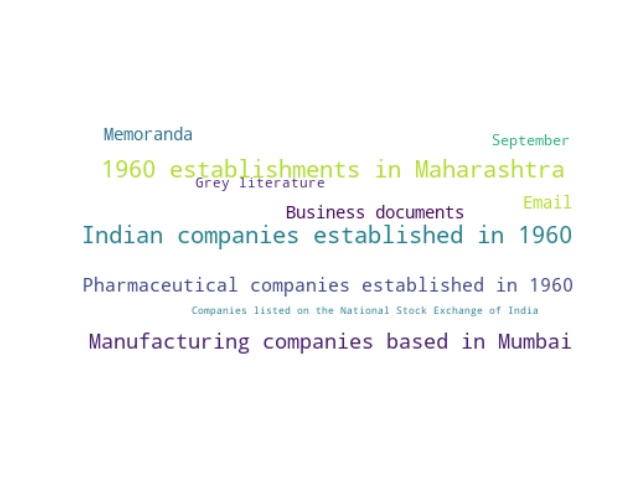 Memoranda
September
1960 establishments in Maharashtra
Grey literature
Email
Business documents
Indian companies established in 1960
Pharmaceutical companies established in 1960
Companies listed on the National Stock Exchange of India
Manufacturing companies based in Mumbai